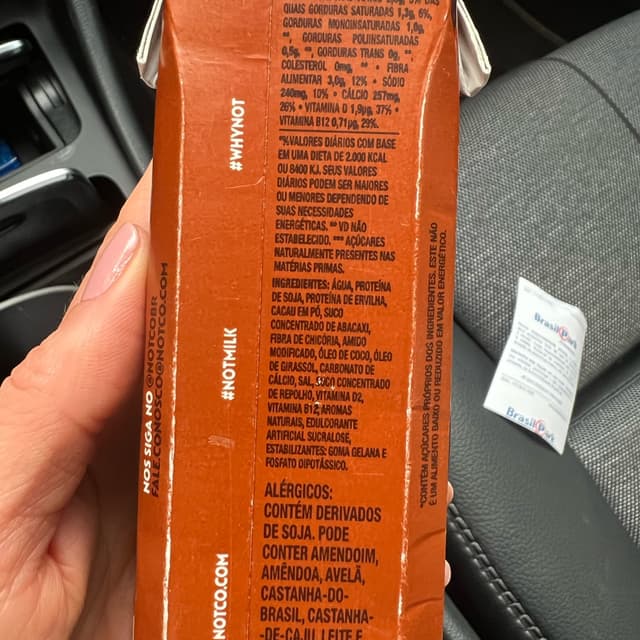 QUAIS GORDURAS SATURADAS 1,3g, 6%,
GORDURAS MONOINSATURADAS 1,0g,
**, GORDURAS POLIINSATURADAS
0,5g, **, GORDURAS TRANS 0g, **,
COLESTEROL 0mg, ** • FIBRA
ALIMENTAR 3,0g, 12% • SÓDIO
240mg, 10% • CÁLCIO 257mg,
26% • VITAMINA D 1,9µg, 37% •
VITAMINA B12 0,71µg, 29%.
*%VALORES DIÁRIOS COM BASE
EM UMA DIETA DE 2.000 KCAL
OU 8400 KJ. SEUS VALORES
DIÁRIOS PODEM SER MAIORES
OU MENORES DEPENDENDO DE
SUAS NECESSIDADES
ENERGÉTICAS. ** VD NÃO
ESTABELECIDO. *** AÇÚCARES
NATURALMENTE PRESENTES NAS
MATÉRIAS PRIMAS.
INGREDIENTES: ÁGUA, PROTEÍNA
DE SOJA, PROTEÍNA DE ERVILHA,
CACAU EM PÓ, SUCO
CONCENTRADO DE ABACAXI,
FIBRA DE CHICÓRIA, AMIDO
MODIFICADO, ÓLEO DE COCO, ÓLEO
DE GIRASSOL, CARBONATO DE
CÁLCIO, SAL, SUCO CONCENTRADO
DE REPOLHO, VITAMINA D2,
VITAMINA B12, AROMAS
NATURAIS, EDULCORANTE
ARTIFICIAL SUCRALOSE,
ESTABILIZANTES: GOMA GELANA E
FOSFATO DIPOTÁSSICO.
ALÉRGICOS:
CONTÉM DERIVADOS
DE SOJA. PODE
CONTER AMENDOIM,
AMÊNDOA, AVELÃ,
CASTANHA-DO-
BRASIL, CASTANHA-
-DE-CAJU, LEITE E
#WHYNOT
#NOTMILK
NOTCO.COM
NOS SIGA NO @NOTCOBR
FALE.CONOSCO@NOTCO.COM
*CONTÉM AÇÚCARES PRÓPRIOS DOS INGREDIENTES. ESTE NÃO
É UM ALIMENTO BAIXO OU REDUZIDO EM VALOR ENERGÉTICO.
Brasil Park
Brasil Park